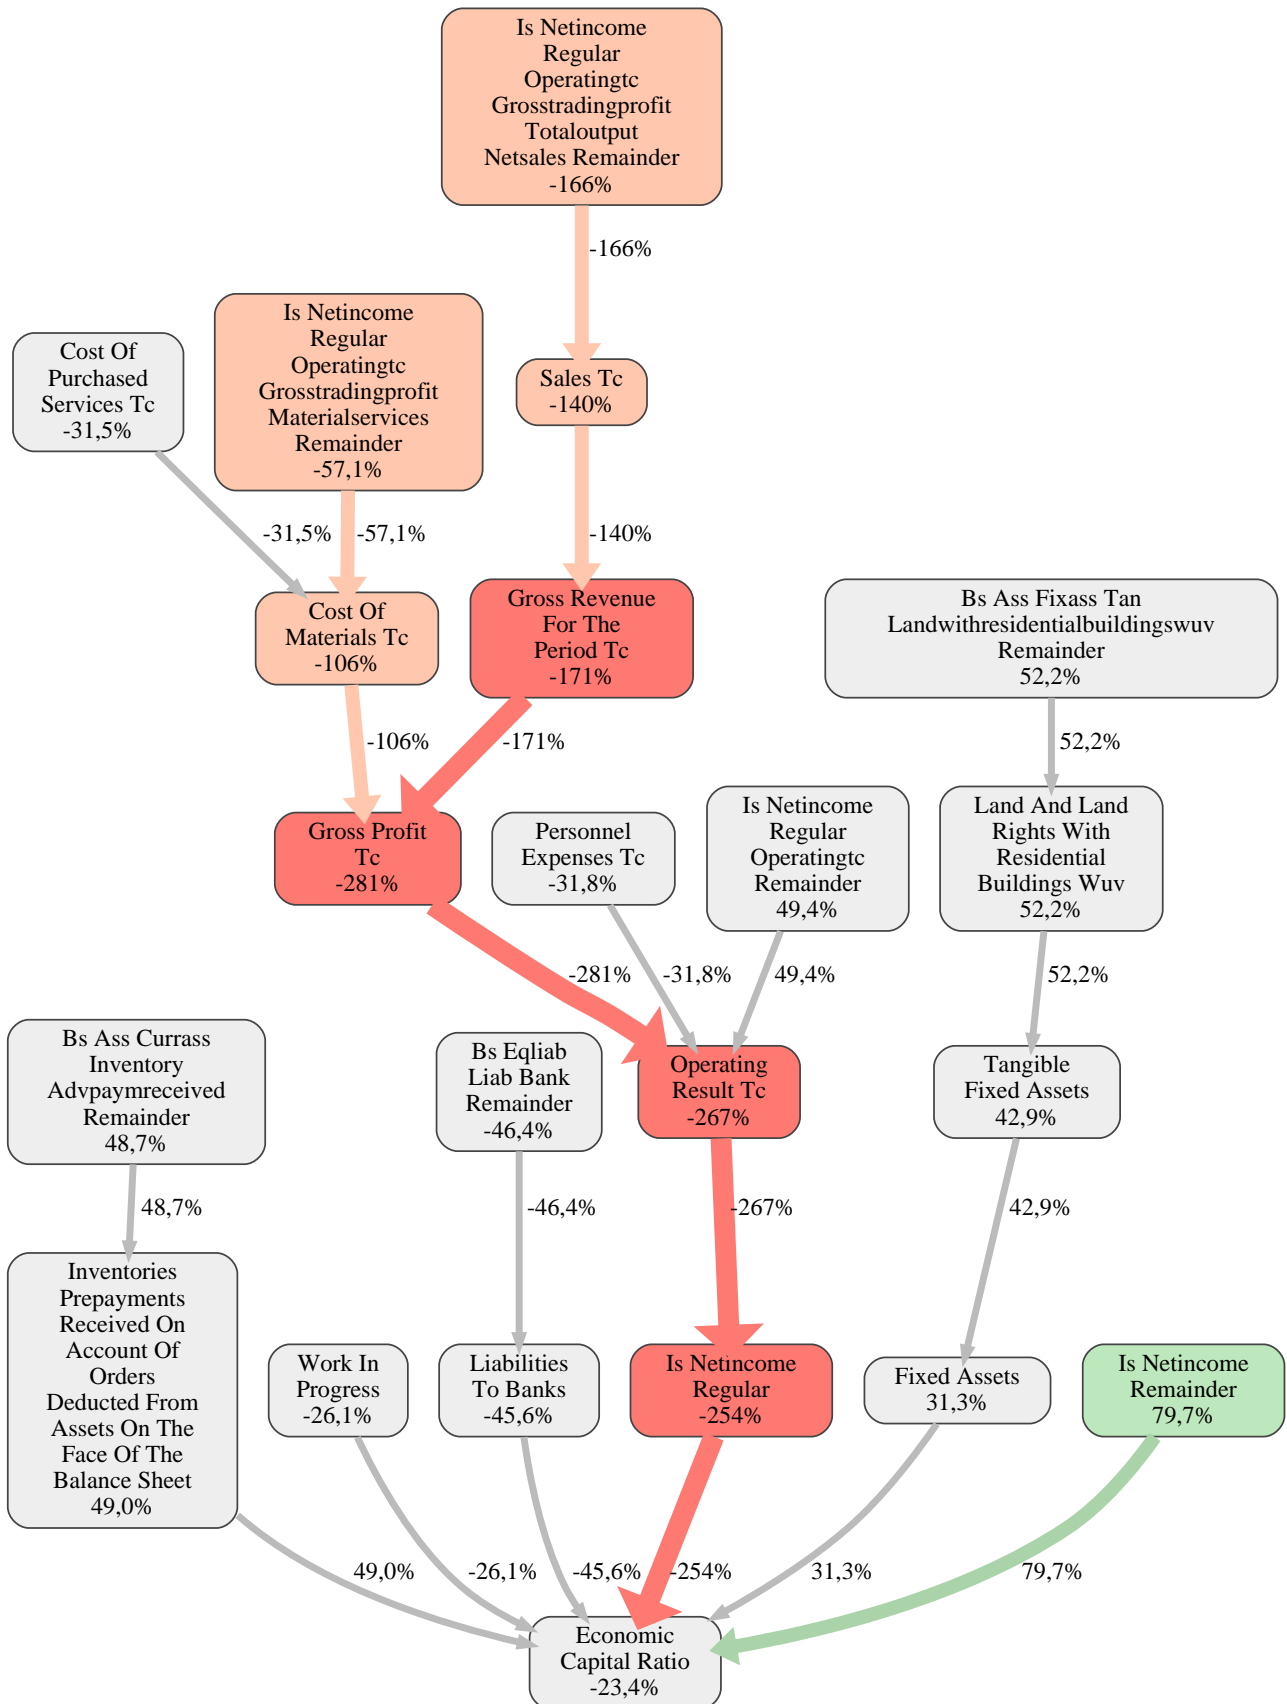 Is Netincome
Regular
Operatingtc
Grosstradingprofit
Totaloutput
Netsales Remainder
-166%
-166%
Is Netincome
Regular
Operatingtc
Grosstradingprofit
Materialservices
Remainder
-57,1%
Cost Of
Purchased
Services Tc
-31,5%
Sales Tc
-140%
-31,5%
-57,1%
-140%
Cost Of
Materials Tc
-106%
Gross Revenue
For The
Period Tc
-171%
Bs Ass Fixass Tan
Landwithresidentialbuildingswuv
Remainder
52,2%
-106%
-171%
52,2%
Gross Profit
Tc
-281%
Personnel
Expenses Tc
-31,8%
Is Netincome
Regular
Operatingtc
Remainder
49,4%
Land And Land
Rights With
Residential
Buildings Wuv
52,2%
-281%
-31,8%
49,4%
52,2%
Bs Ass Currass
Inventory
Advpaymreceived
Remainder
48,7%
Bs Eqliab
Liab Bank
Remainder
-46,4%
Operating
Result Tc
-267%
Tangible
Fixed Assets
42,9%
48,7%
-46,4%
-267%
42,9%
Inventories
Prepayments
Received On
Account Of
Orders
Deducted From
Assets On The
Face Of The
Balance Sheet
49,0%
Work In
Progress
-26,1%
Liabilities
To Banks
-45,6%
Is Netincome
Regular
-254%
Fixed Assets
31,3%
Is Netincome
Remainder
79,7%
49,0%
-26,1%
-45,6%
-254%
31,3%
79,7%
Economic
Capital Ratio
-23,4%